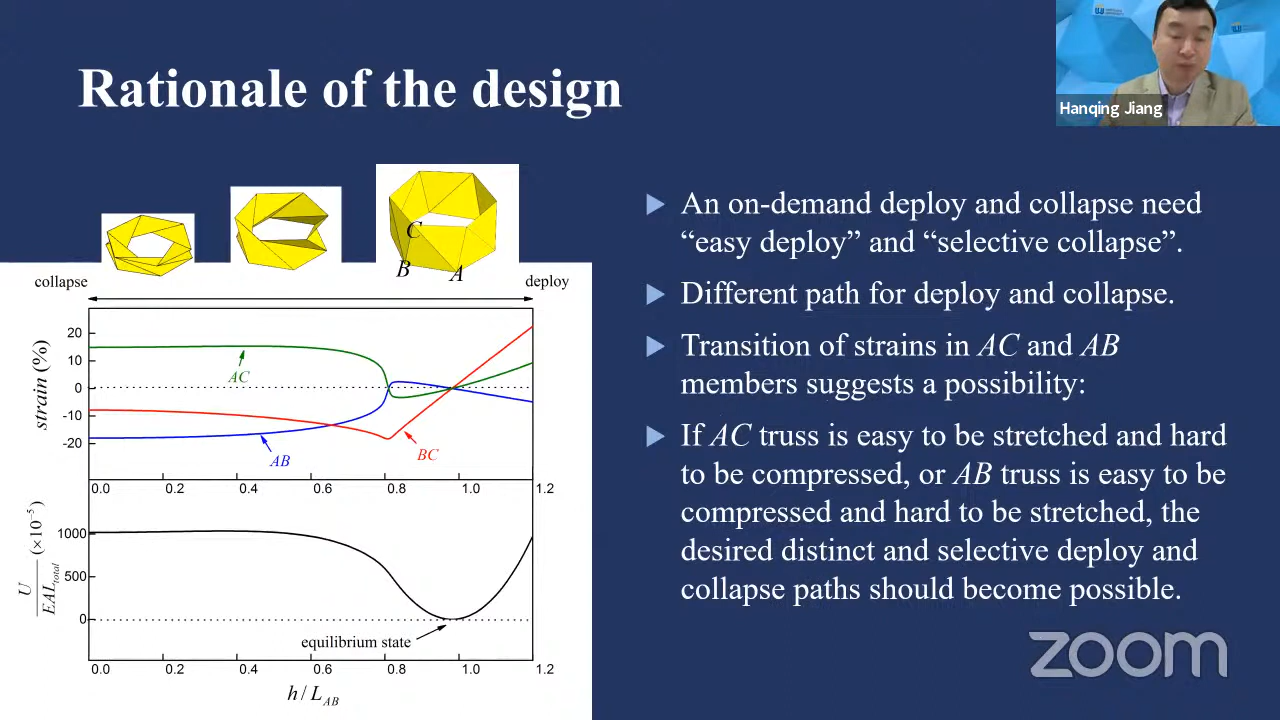 Rationale of the design
Hanqing Jiang
C
B
A
collapse
deploy
strain (%)
20
10
0
-10
-20
AC
AB
BC
0.0
0.2
0.4
0.6
0.8
1.0
1.2
U
EAL_total
(×10⁻⁵)
1000
500
0
equilibrium state
0.0
0.2
0.4
0.6
0.8
1.0
1.2
h / L_AB
An on-demand deploy and collapse need
“easy deploy” and “selective collapse”.
Different path for deploy and collapse.
Transition of strains in AC and AB
members suggests a possibility:
If AC truss is easy to be stretched and hard
to be compressed, or AB truss is easy to be
compressed and hard to be stretched, the
desired distinct and selective deploy and
collapse paths should become possible.
zoom